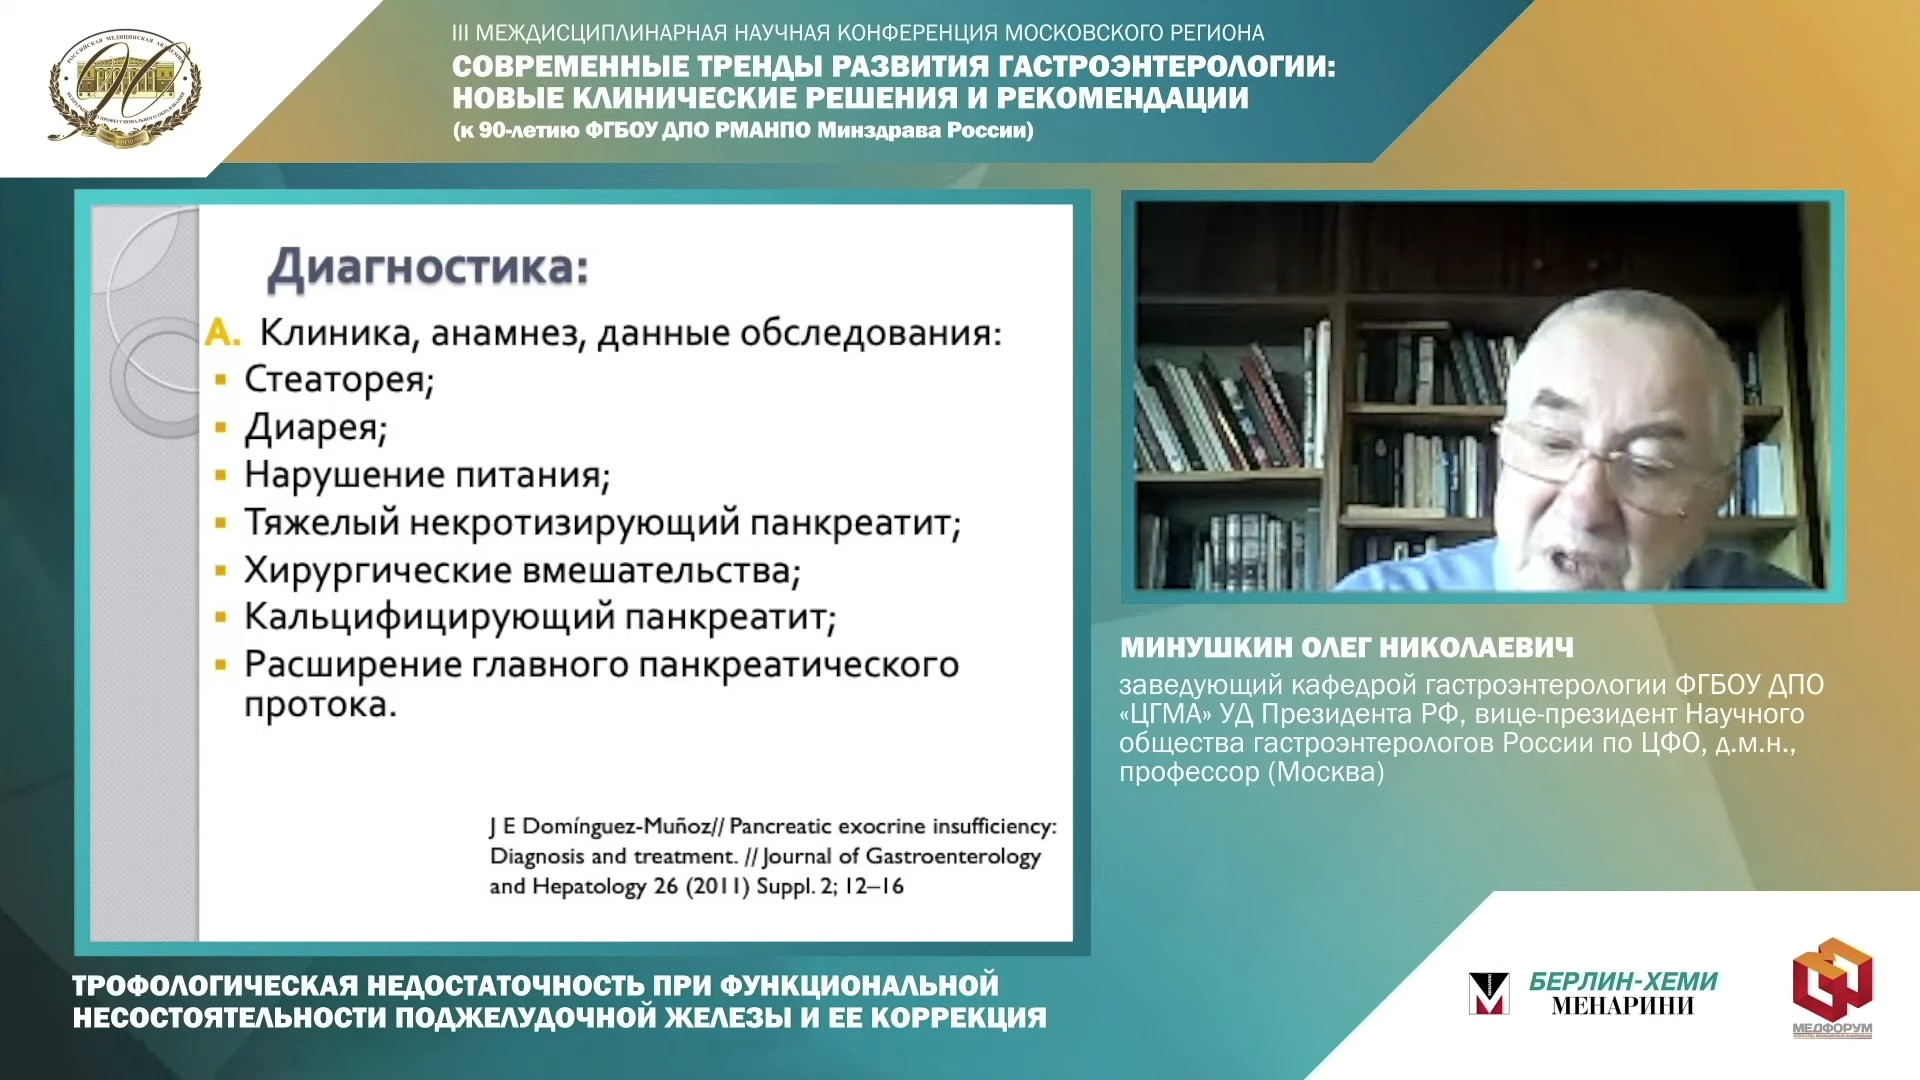 III МЕЖДИСЦИПЛИНАРНАЯ НАУЧНАЯ КОНФЕРЕНЦИЯ МОСКОВСКОГО РЕГИОНА
СОВРЕМЕННЫЕ ТРЕНДЫ РАЗВИТИЯ ГАСТРОЭНТЕРОЛОГИИ:
НОВЫЕ КЛИНИЧЕСКИЕ РЕШЕНИЯ И РЕКОМЕНДАЦИИ
(к 90-летию ФГБОУ ДПО РМАНПО Минздрава России)
Диагностика:
А. Клиника, анамнез, данные обследования:
Стеаторея;
Диарея;
Нарушение питания;
Тяжелый некротизирующий панкреатит;
Хирургические вмешательства;
Кальцифицирующий панкреатит;
Расширение главного панкреатического
протока.
J E Domínguez-Muñoz// Pancreatic exocrine insufficiency:
Diagnosis and treatment. // Journal of Gastroenterology
and Hepatology 26 (2011) Suppl. 2; 12–16
МИНУШКИН ОЛЕГ НИКОЛАЕВИЧ
заведующий кафедрой гастроэнтерологии ФГБОУ ДПО
«ЦГМА» УД Президента РФ, вице-президент Научного
общества гастроэнтерологов России по ЦФО, д.м.н.,
профессор (Москва)
ТРОФОЛОГИЧЕСКАЯ НЕДОСТАТОЧНОСТЬ ПРИ ФУНКЦИОНАЛЬНОЙ
НЕСОСТОЯТЕЛЬНОСТИ ПОДЖЕЛУДОЧНОЙ ЖЕЛЕЗЫ И ЕЕ КОРРЕКЦИЯ
БЕРЛИН-ХЕМИ
МЕНАРИНИ
МЕДФОРУМ